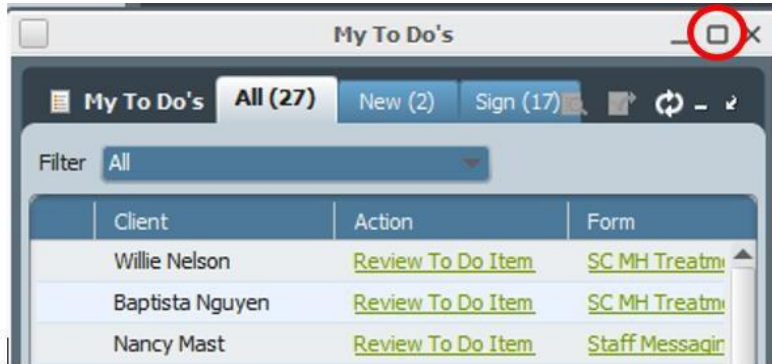 My To Do's
My To Do's All (27) New (2) Sign (17)
Filter All
Client Action Form
Willie Nelson Review To Do Item SC MH Treatm
Baptista Nguyen Review To Do Item SC MH Treatm
Nancy Mast Review To Do Item Staff Messagin